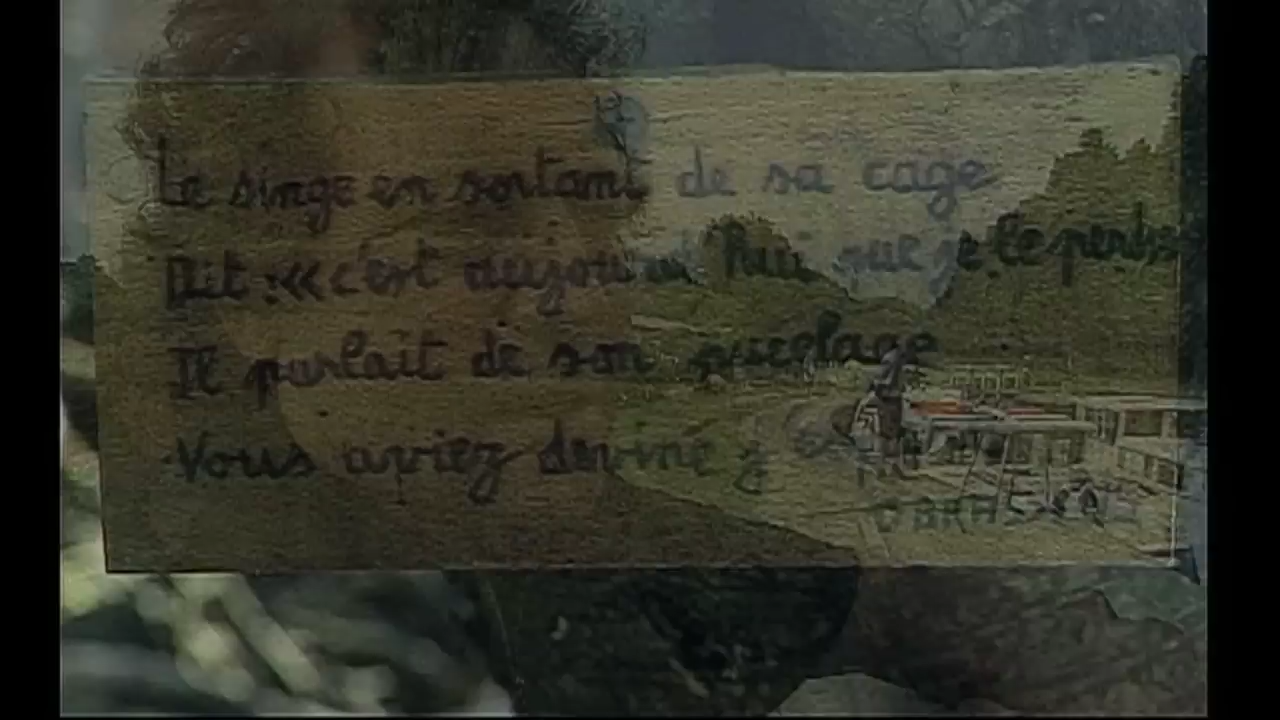 Le singe en sortant de sa cage
Dit : << c'est aujourd'hui que je le perds
Il parlait de son pucelage
Vous aviez deviné